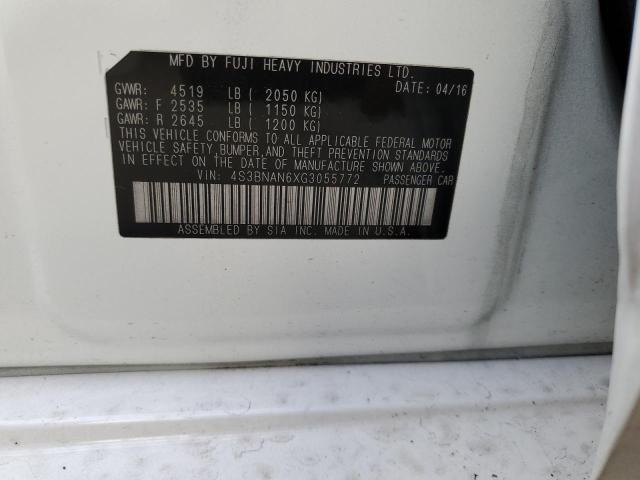 MFD BY FUJI HEAVY INDUSTRIES LTD.
DATE: 04/16
GVWR: 4519 LB ( 2050 KG)
GAWR: F 2535 LB ( 1150 KG)
GAWR: R 2645 LB ( 1200 KG)
THIS VEHICLE CONFORMS TO ALL APPLICABLE FEDERAL MOTOR
VEHICLE SAFETY, BUMPER, AND THEFT PREVENTION STANDARDS
IN EFFECT ON THE DATE OF MANUFACTURE SHOWN ABOVE.
VIN: 4S3BNAN6XG3055772 PASSENGER CAR
ASSEMBLED BY SIA INC. MADE IN U.S.A.